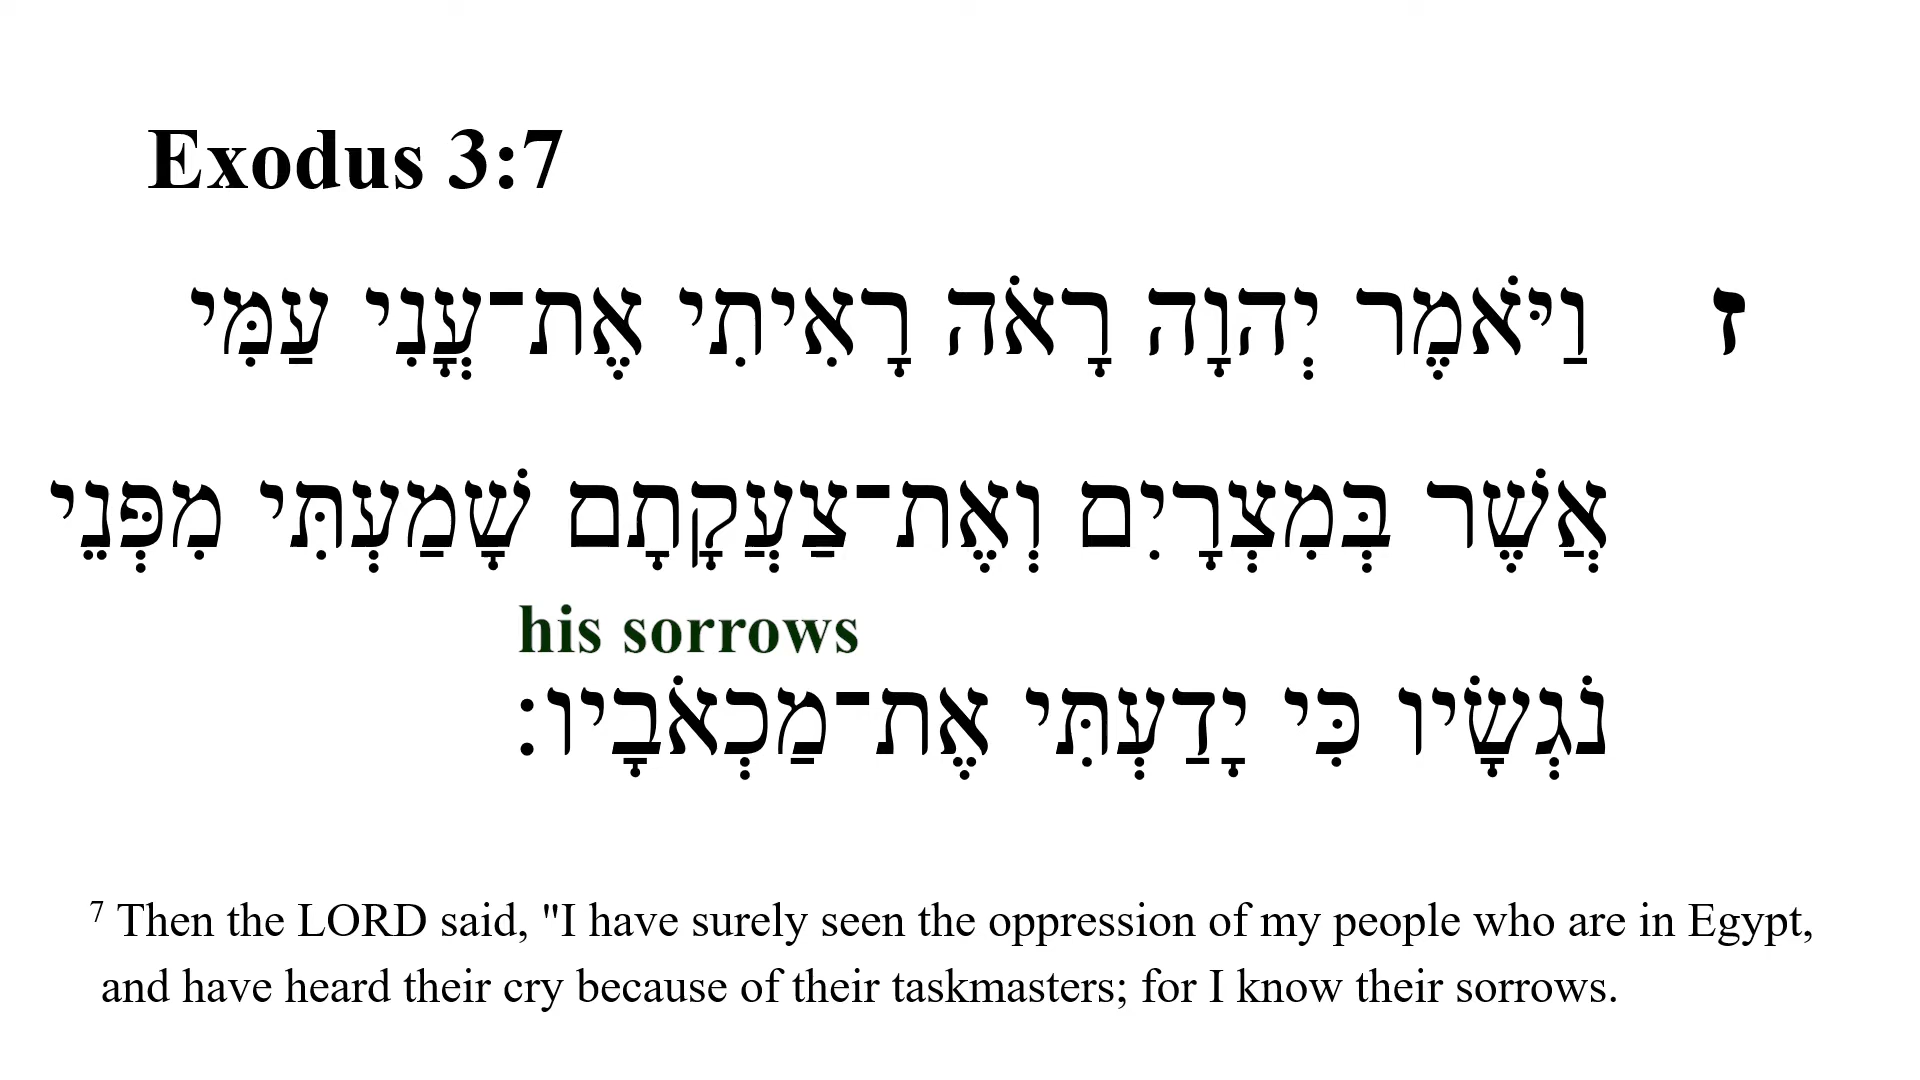 Exodus 3:7
ז וַיֹּאמֶר יְהוָה רָאֹה רָאִיתִי אֶת־עֳנִי עַמִּי
אֲשֶׁר בְּמִצְרָיִם וְאֶת־צַעֲקָתָם שָׁמַעְתִּי מִפְּנֵי
his sorrows
נֹגְשָׂיו כִּי יָדַעְתִּי אֶת־מַכְאֹבָיו׃
7 Then the LORD said, "I have surely seen the oppression of my people who are in Egypt,
and have heard their cry because of their taskmasters; for I know their sorrows.